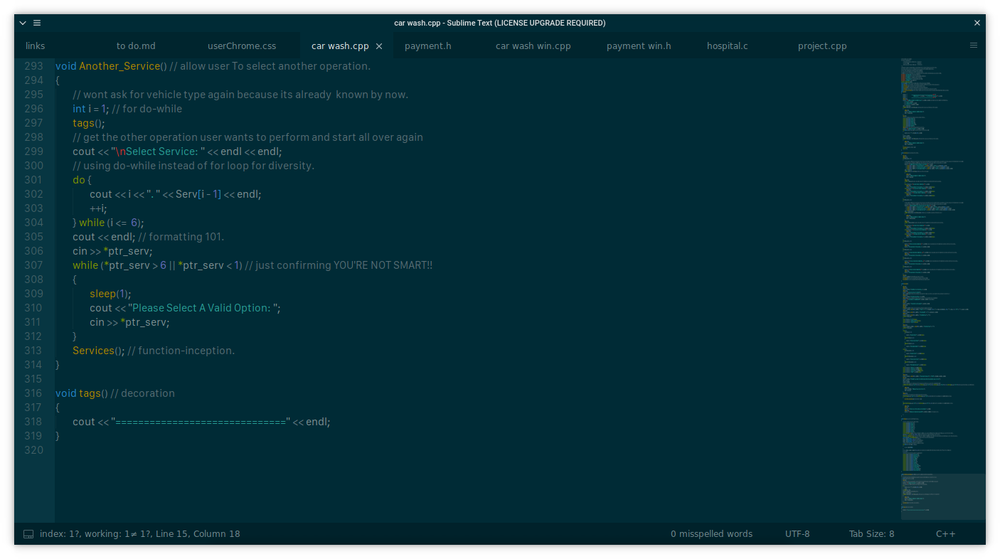 car wash.cpp - Sublime Text (LICENSE UPGRADE REQUIRED)
links to do.md userChrome.css car wash.cpp payment.h car wash win.cpp payment win.h hospital.c project.cpp
293 void Another_Service() // allow user To select another operation.
294 {
295 // wont ask for vehicle type again because its already  known by now.
296 int i = 1; // for do-while
297 tags();
298 // get the other operation user wants to perform and start all over again
299 cout << "\nSelect Service: " << endl << endl;
300 // using do-while instead of for loop for diversity.
301 do {
302 cout << i << ". " << Serv[i - 1] << endl;
303 ++i;
304 } while (i <=  6);
305 cout << endl; // formatting 101.
306 cin >> *ptr_serv;
307 while (*ptr_serv > 6 || *ptr_serv < 1) // just confirming YOU'RE NOT SMART!!
308 {
309 sleep(1);
310 cout << "Please Select A Valid Option: ";
311 cin >> *ptr_serv;
312 }
313 Services(); // function-inception.
314 }
315
316 void tags() // decoration
317 {
318 cout << "==============================" << endl;
319 }
320
index: 1?, working: 1≠ 1?, Line 15, Column 18 0 misspelled words UTF-8 Tab Size: 8 C++